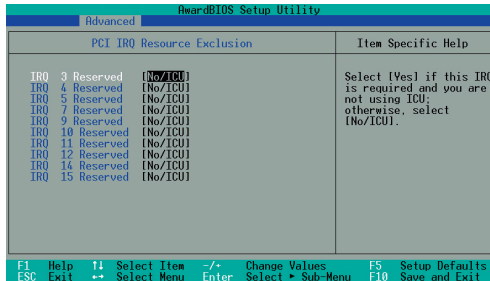 AwardBIOS Setup Utility
Advanced
PCI IRQ Resource Exclusion
Item Specific Help
IRQ 3 Reserved [No/ICU]
IRQ 4 Reserved [No/ICU]
IRQ 5 Reserved [No/ICU]
IRQ 7 Reserved [No/ICU]
IRQ 9 Reserved [No/ICU]
IRQ 10 Reserved [No/ICU]
IRQ 11 Reserved [No/ICU]
IRQ 12 Reserved [No/ICU]
IRQ 14 Reserved [No/ICU]
IRQ 15 Reserved [No/ICU]
Select [Yes] if this IRQ
is required and you are
not using ICU;
otherwise, select
[No/ICU].
F1 Help ↑↓ Select Item -/+ Change Values F5 Setup Defaults
ESC Exit ↔ Select Menu Enter Select ► Sub-Menu F10 Save and Exit